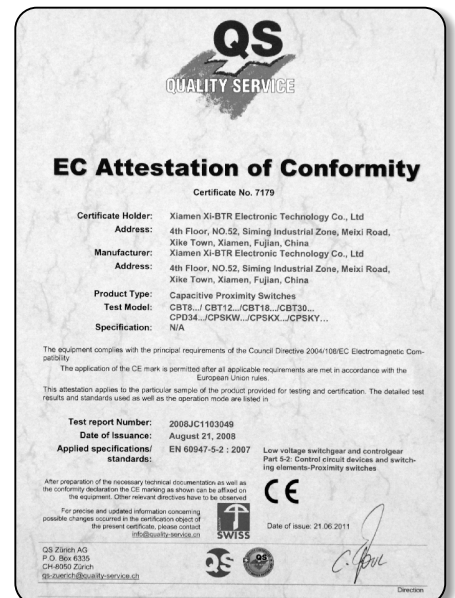 QS
QUALITY SERVICE
EC Attestation of Conformity
Certificate No. 7179
Certificate Holder: Xiamen Xi-BTR Electronic Technology Co., Ltd
Address: 4th Floor, NO.52, Siming Industrial Zone, Meixi Road,
Xike Town, Xiamen, Fujian, China
Manufacturer: Xiamen Xi-BTR Electronic Technology Co., Ltd
Address: 4th Floor, NO.52, Siming Industrial Zone, Meixi Road,
Xike Town, Xiamen, Fujian, China
Product Type: Capacitive Proximity Switches
Test Model: CBT8.../ CBT12.../CBT18.../CBT30...
CPD34.../CPSKW.../CPSKX.../CPSKY...
Specification: N/A
The equipment complies with the principal requirements of the Council Directive 2004/108/EC Electromagnetic Com-
patibility
The application of the CE mark is permitted after all applicable requirements are met in accordance with the
European Union rules.
This attestation applies to the particular sample of the product provided for testing and certification. The detailed test
results and standards used as well as the operation mode are listed in
Test report Number: 2008JC1103049
Date of Issuance: August 21, 2008
Applied specifications/ EN 60947-5-2 : 2007 Low voltage switchgear and controlgear
standards: Part 5-2: Control circuit devices and switch-
ing elements-Proximity switches
After preparation of the necessary technical documentation as well as
the conformity declaration the CE marking as shown can be affixed on
the equipment. Other relevant directives have to be observed
CE
For precise and updated information concerning
possible changes occurred in the certification object of
the present certificate, please contact
info@quality-service.ch
SWISS
Date of issue: 21.06.2011
QS Zürich AG
P.O. Box 6335
CH-8050 Zürich
qs-zuerich@quality-service.ch
QS
QS
Direction